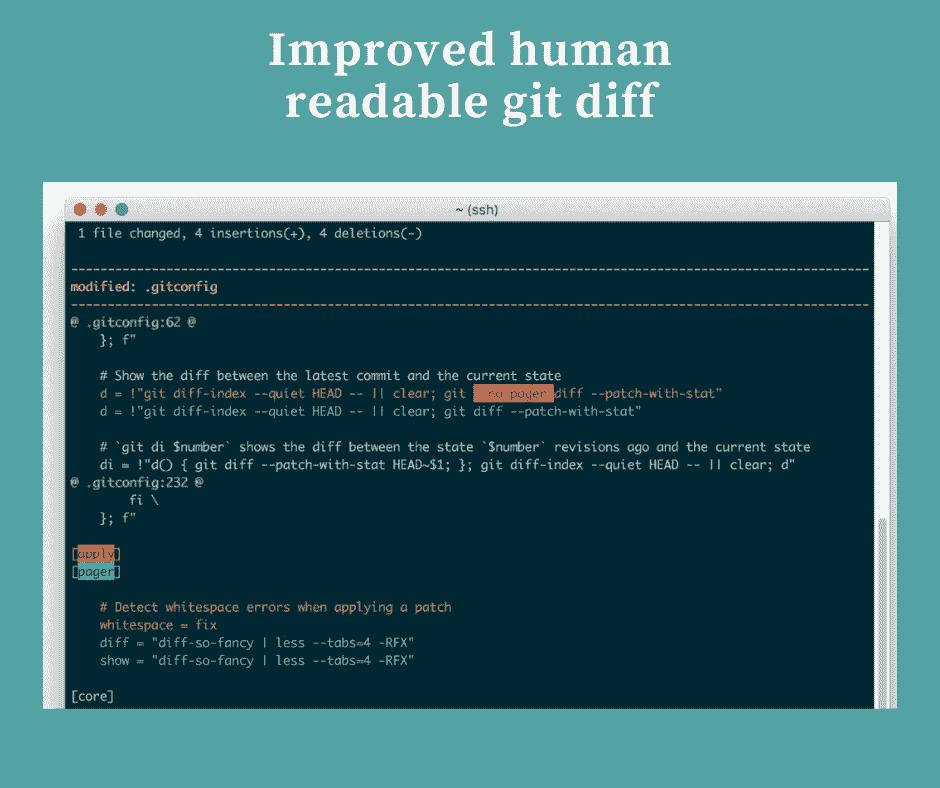 Improved human
readable git diff
~ (ssh)
1 file changed, 4 insertions(+), 4 deletions(-)
modified: .gitconfig
@ .gitconfig:62 @
}; f"
# Show the diff between the latest commit and the current state
d = !"git diff-index --quiet HEAD -- || clear; git --no-pager diff --patch-with-stat"
d = !"git diff-index --quiet HEAD -- || clear; git diff --patch-with-stat"
# `git di $number` shows the diff between the state `$number` revisions ago and the current state
di = !"d() { git diff --patch-with-stat HEAD~$1; }; git diff-index --quiet HEAD -- || clear; d"
@ .gitconfig:232 @
fi \
}; f"
[apply]
[pager]
# Detect whitespace errors when applying a patch
whitespace = fix
diff = "diff-so-fancy | less --tabs=4 -RFX"
show = "diff-so-fancy | less --tabs=4 -RFX"
[core]